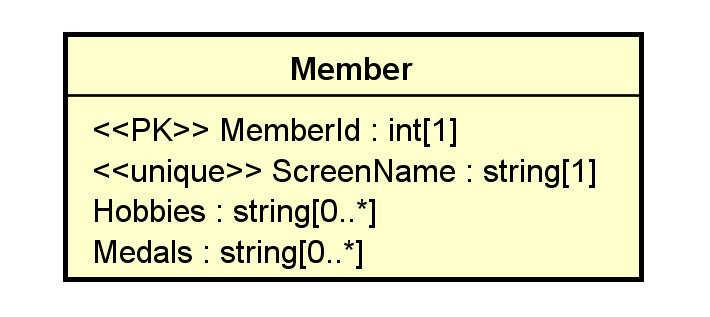 Member
<<PK>> MemberId : int[1]
<<unique>> ScreenName : string[1]
Hobbies : string[0..*]
Medals : string[0..*]